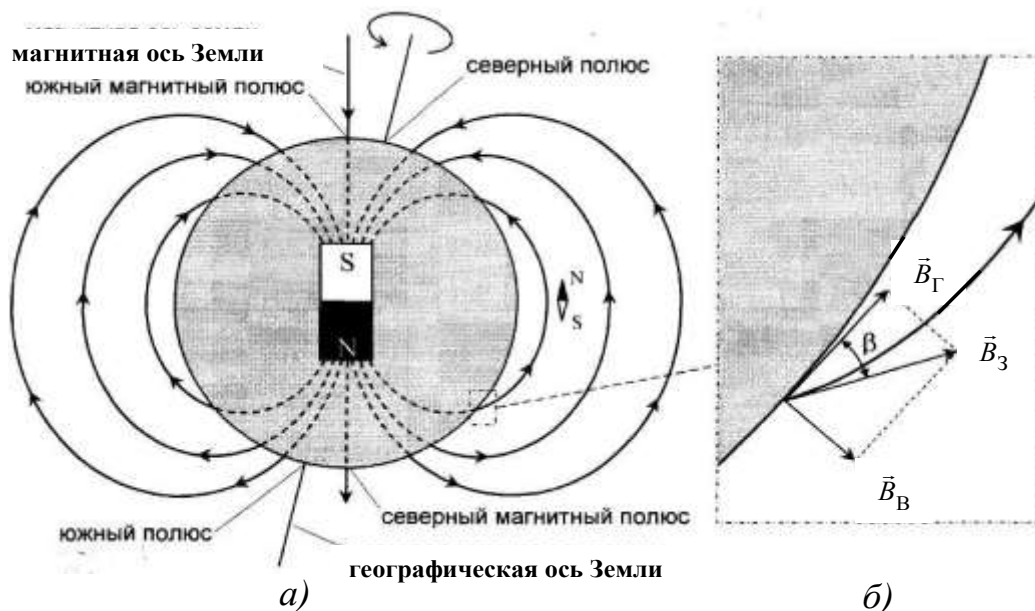 магнитная ось Земли
южный магнитный полюс
северный полюс
S
N
N
S
южный полюс
северный магнитный полюс
географическая ось Земли
а)
B⃗Г
β
B⃗З
B⃗В
б)